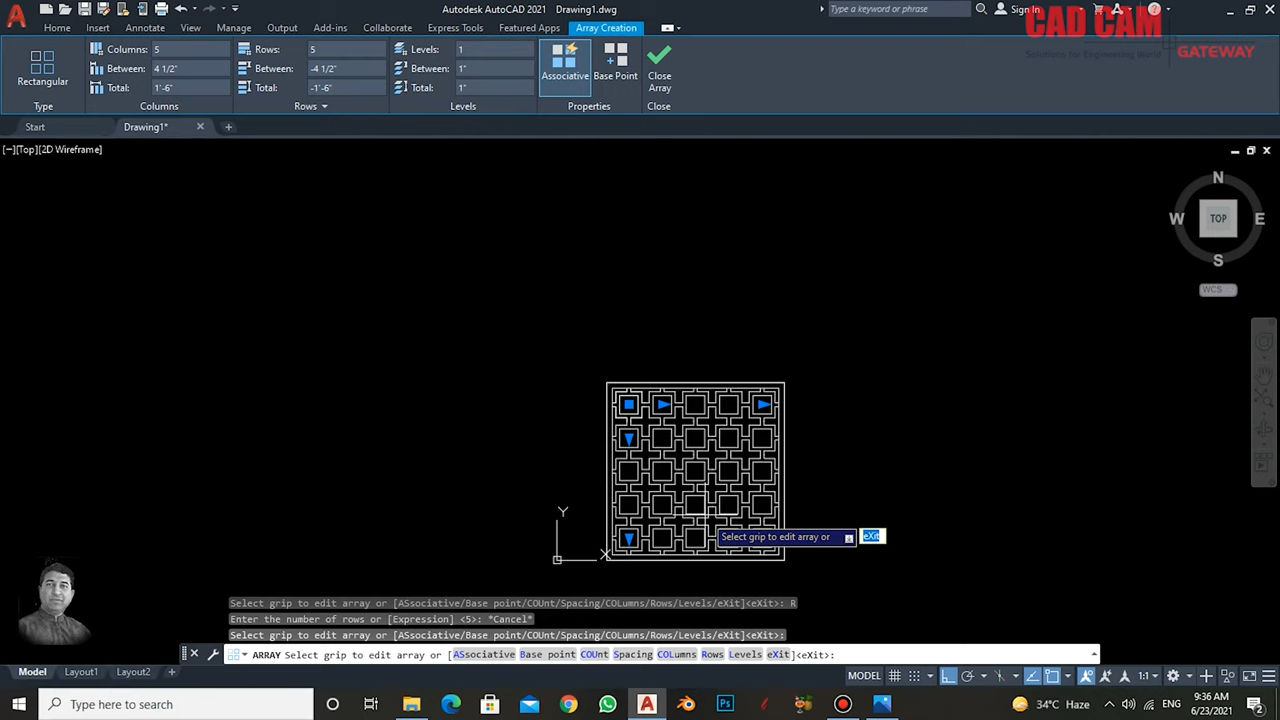 Autodesk AutoCAD 2021 Drawing1.dwg
Type a keyword or phrase
Sign In
CAD CAM
Solutions for Engineering World
GATEWAY
Home Insert Annotate View Manage Output Add-ins Collaborate Express Tools Featured Apps Array Creation
Rectangular
Type
Columns: 5
Between: 4 1/2"
Total: 1'-6"
Columns
Rows: 5
Between: -4 1/2"
Total: -1'-6"
Rows
Levels: 1
Between: 1"
Total: 1"
Levels
Associative
Base Point
Properties
Close Array
Close
Start Drawing1*
[−][Top][2D Wireframe]
N
W TOP E
S
WCS
Y
X
Select grip to edit array or eXit
Select grip to edit array or [ASsociative/Base point/COUnt/Spacing/COLumns/Rows/Levels/eXit]<eXit>: R
Enter the number of rows or [Expression] <5>: *Cancel*
Select grip to edit array or [ASsociative/Base point/COUnt/Spacing/COLumns/Rows/Levels/eXit]<eXit>:
ARRAY Select grip to edit array or [ASsociative Base point COUnt Spacing COLumns Rows Levels eXit]<eXit>:
Model Layout1 Layout2
MODEL 1:1
Type here to search
Ps
34°C Haze
ENG
9:36 AM
6/23/2021
2